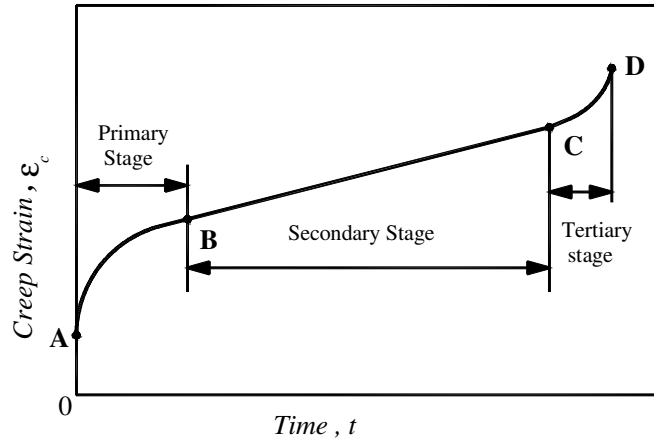 D
Primary
Stage
C
Creep Strain, εc
B
Secondary Stage
Tertiary
stage
A
0
Time , t